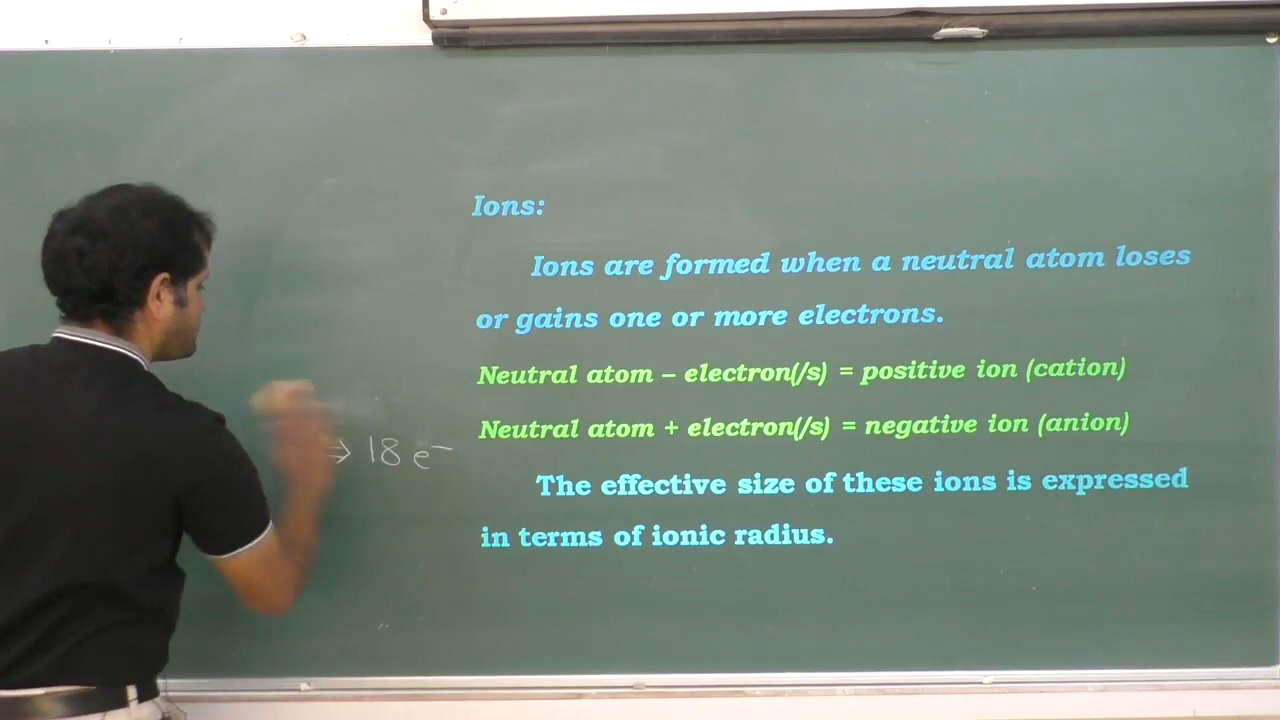 Ions:
Ions are formed when a neutral atom loses
or gains one or more electrons.
Neutral atom – electron(/s) = positive ion (cation)
Neutral atom + electron(/s) = negative ion (anion)
→ 18 e⁻
The effective size of these ions is expressed
in terms of ionic radius.